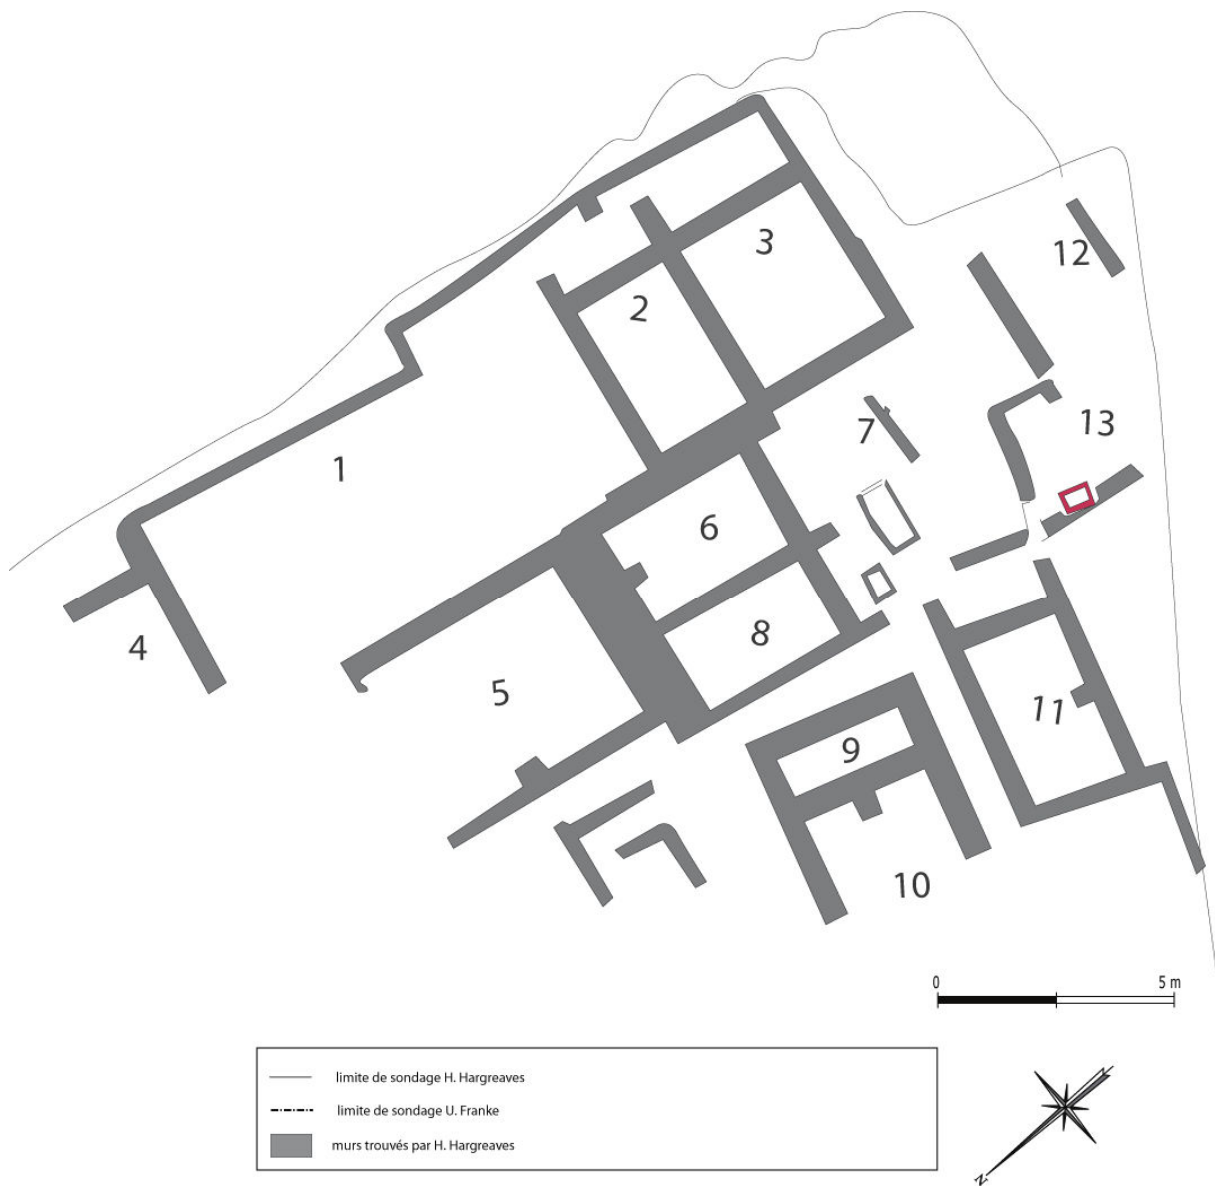 12
3
2
13
7
1
6
8
4
5
11
9
10
0 5 m
limite de sondage H. Hargreaves
limite de sondage U. Franke
murs trouvés par H. Hargreaves
N